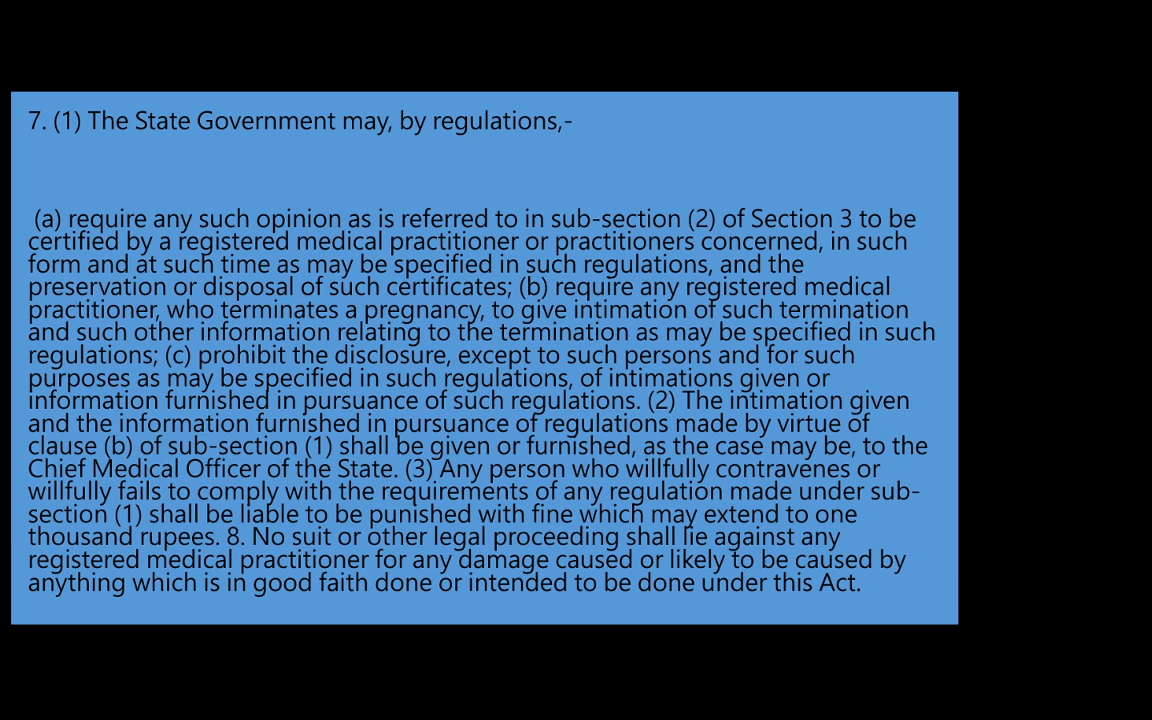 7. (1) The State Government may, by regulations,-
(a) require any such opinion as is referred to in sub-section (2) of Section 3 to be
certified by a registered medical practitioner or practitioners concerned, in such
form and at such time as may be specified in such regulations, and the
preservation or disposal of such certificates; (b) require any registered medical
practitioner, who terminates a pregnancy, to give intimation of such termination
and such other information relating to the termination as may be specified in such
regulations; (c) prohibit the disclosure, except to such persons and for such
purposes as may be specified in such regulations, of intimations given or
information furnished in pursuance of such regulations. (2) The intimation given
and the information furnished in pursuance of regulations made by virtue of
clause (b) of sub-section (1) shall be given or furnished, as the case may be, to the
Chief Medical Officer of the State. (3) Any person who willfully contravenes or
willfully fails to comply with the requirements of any regulation made under sub-
section (1) shall be liable to be punished with fine which may extend to one
thousand rupees. 8. No suit or other legal proceeding shall lie against any
registered medical practitioner for any damage caused or likely to be caused by
anything which is in good faith done or intended to be done under this Act.